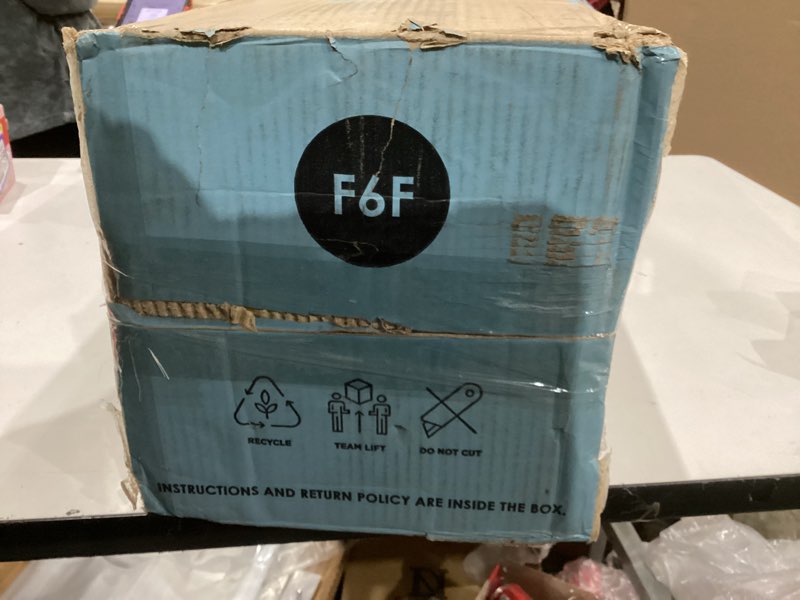 F6F
RECYCLE
TEAM LIFT
DO NOT CUT
INSTRUCTIONS AND RETURN POLICY ARE INSIDE THE BOX.